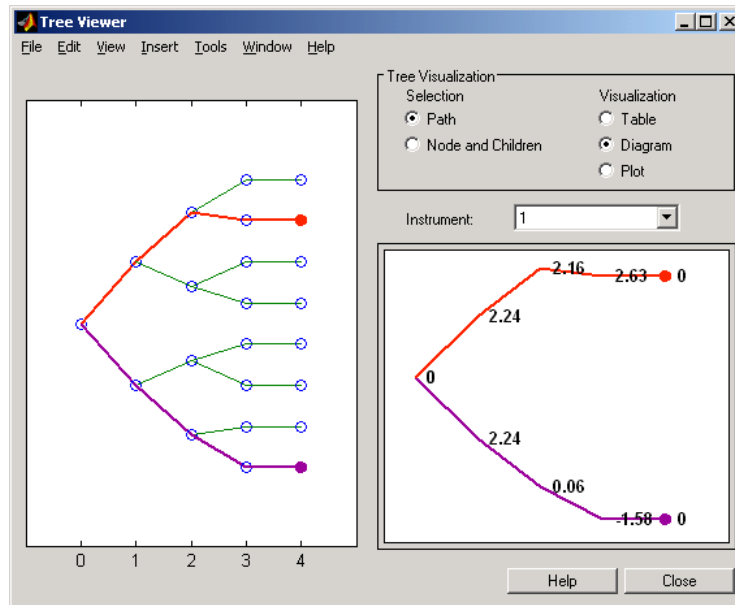 Tree Viewer
File Edit View Insert Tools Window Help
Tree Visualization
Selection Visualization
Path Table
Node and Children Diagram
Plot
Instrument: 1
2.16
2.63 0
2.24
0
2.24
0.06
-1.58 0
0 1 2 3 4
Help Close